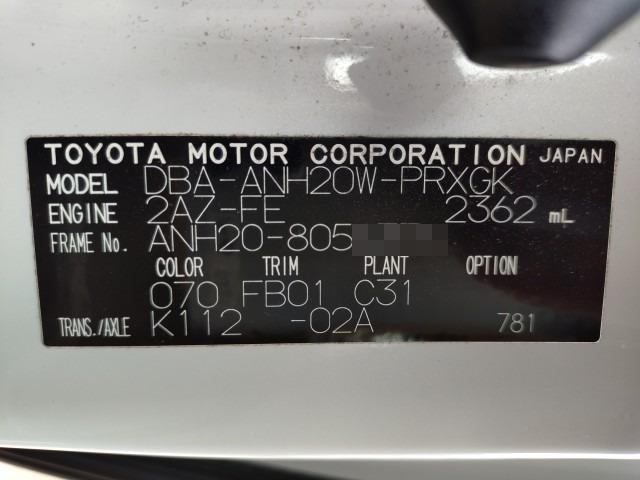 TOYOTA MOTOR CORPORATION JAPAN
MODEL DBA-ANH20W-PRXGK
ENGINE 2AZ-FE 2362 mL
FRAME No. ANH20-805
COLOR TRIM PLANT OPTION
070 FB01 C31
TRANS./AXLE K112 -02A 781